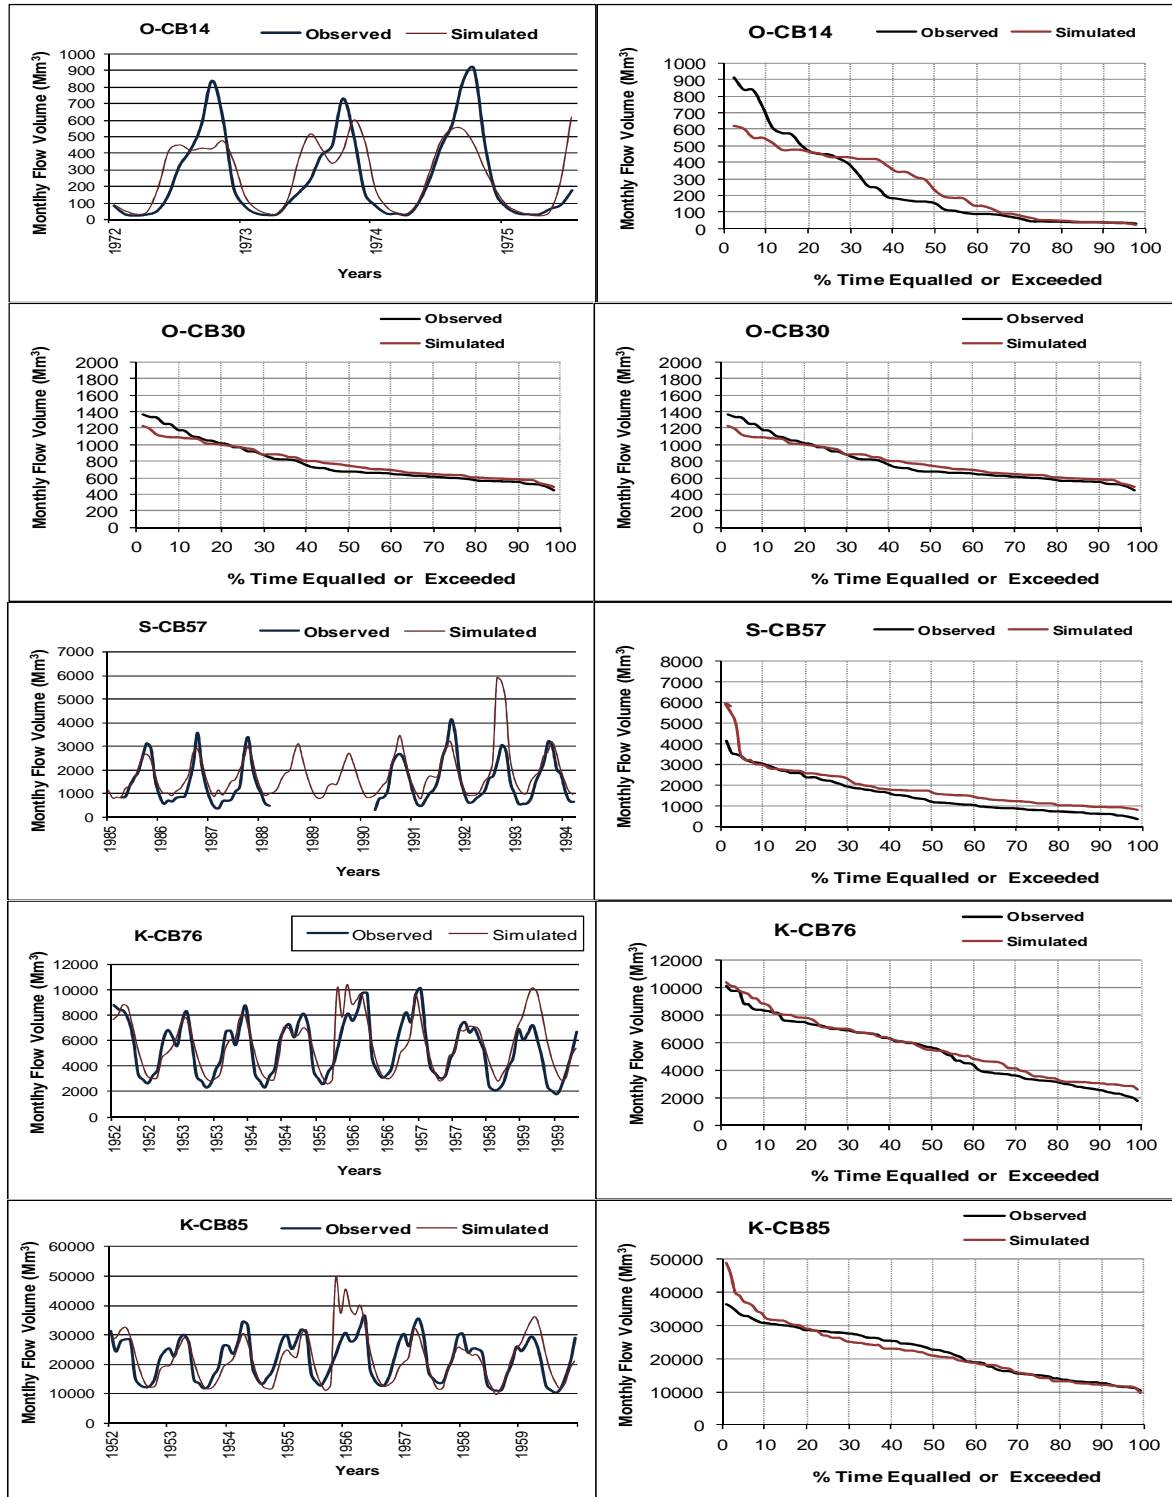 O-CB14
Observed
Simulated
Monthly Flow Volume (Mm³)
1000
900
800
700
600
500
400
300
200
100
0
1972
1973
1974
1975
Years
O-CB14
Observed
Simulated
Monthly Flow Volume (Mm³)
1000
900
800
700
600
500
400
300
200
100
0
0 10 20 30 40 50 60 70 80 90 100
% Time Equalled or Exceeded
O-CB30
Observed
Simulated
Monthly Flow Volume (Mm³)
2000
1800
1600
1400
1200
1000
800
600
400
200
0
0 10 20 30 40 50 60 70 80 90 100
% Time Equalled or Exceeded
O-CB30
Observed
Simulated
Monthly Flow Volume (Mm³)
2000
1800
1600
1400
1200
1000
800
600
400
200
0
0 10 20 30 40 50 60 70 80 90 100
% Time Equalled or Exceeded
S-CB57
Observed
Simulated
Monthly Flow Volume (Mm³)
7000
6000
5000
4000
3000
2000
1000
0
1985
1986
1987
1988
1989
1990
1991
1992
1993
1994
Years
S-CB57
Observed
Simulated
Monthly Flow Volume (Mm³)
8000
7000
6000
5000
4000
3000
2000
1000
0
0 10 20 30 40 50 60 70 80 90 100
% Time Equalled or Exceeded
K-CB76
Observed
Simulated
Montlhy Flow Volume (Mm³)
12000
10000
8000
6000
4000
2000
0
1952
1952
1953
1953
1954
1954
1955
1956
1956
1957
1957
1958
1959
1959
Years
K-CB76
Observed
Simulated
Monthly Flow Volume (Mm³)
12000
10000
8000
6000
4000
2000
0
0 10 20 30 40 50 60 70 80 90 100
% Time Equalled or Exceeded
K-CB85
Observed
Simulated
Montlhy Flow Volume (Mm³)
60000
50000
40000
30000
20000
10000
0
1952
1953
1954
1955
1956
1957
1958
1959
Years
K-CB85
Observed
Simulated
Monthly Flow Volume (Mm³)
50000
40000
30000
20000
10000
0
0 10 20 30 40 50 60 70 80 90 100
% Time Equalled or Exceeded